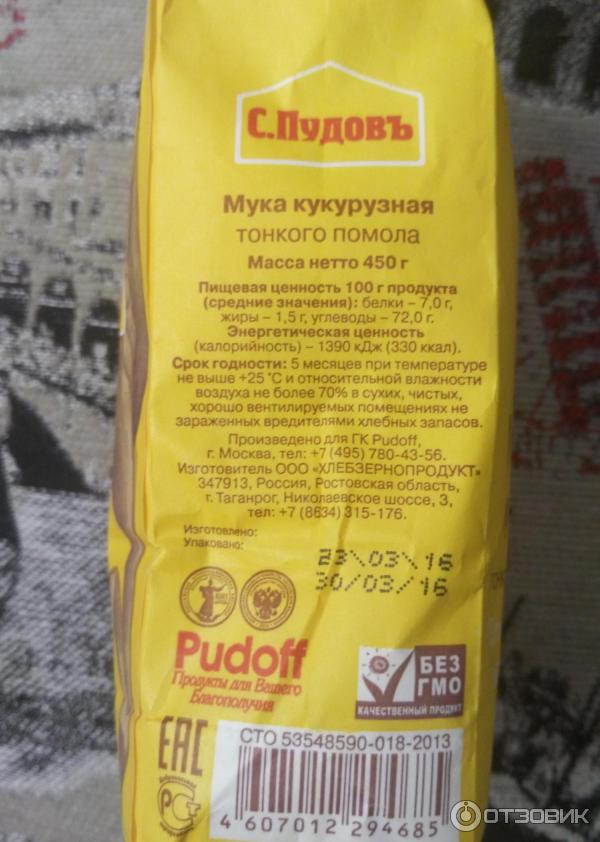 С.Пудовъ
Мука кукурузная
тонкого помола
Масса нетто 450 г
Пищевая ценность 100 г продукта
(средние значения): белки – 7,0 г,
жиры – 1,5 г, углеводы – 72,0 г.
Энергетическая ценность
(калорийность) – 1390 кДж (330 ккал).
Срок годности: 5 месяцев при температуре
не выше +25 °С и относительной влажности
воздуха не более 70% в сухих, чистых,
хорошо вентилируемых помещениях не
зараженных вредителями хлебных запасов.
Произведено для ГК Pudoff,
г. Москва, тел: +7 (495) 780-43-56.
Изготовитель ООО «ХЛЕБЗЕРНОПРОДУКТ»
347913, Россия, Ростовская область,
г. Таганрог, Николаевское шоссе, 3,
тел: +7 (8634) 315-176.
Изготовлено:
Упаковано:
23\03\16
30/03/16
Pudoff
Продукты для Вашего
Благополучия
БЕЗ
ГМО
КАЧЕСТВЕННЫЙ ПРОДУКТ
ЕАС
СТО 53548590-018-2013
4 607012 294685
ОТЗОВИК